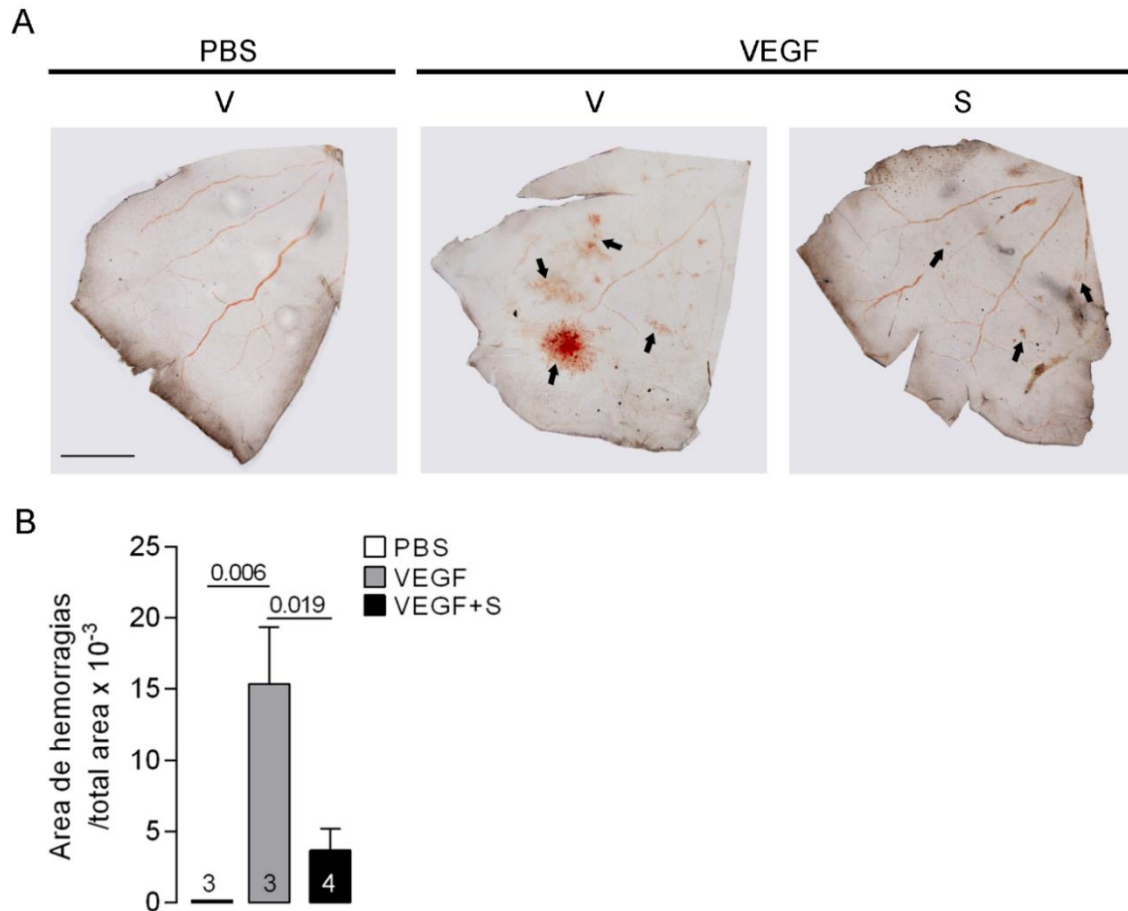 A
PBS
VEGF
V
V
S
B
Area de hemorragias
/total area x 10⁻³
25
20
15
10
5
0
0.006
0.019
3
3
4
PBS
VEGF
VEGF+S